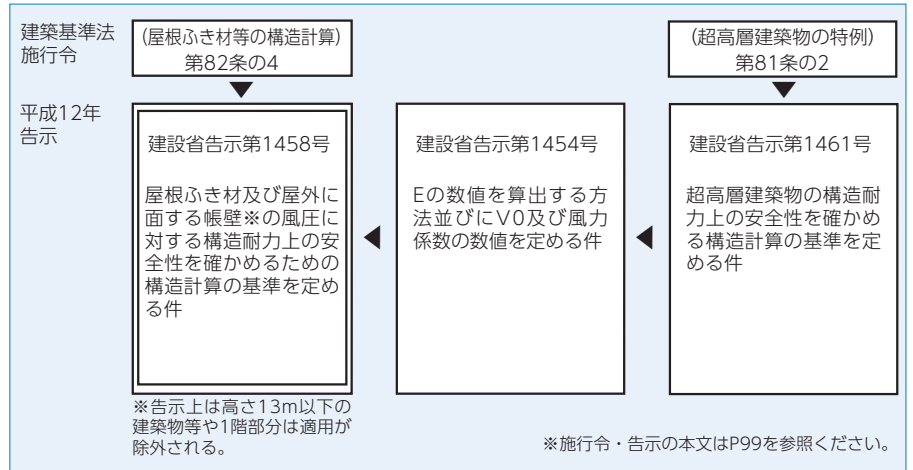 建築基準法
施行令
(屋根ふき材等の構造計算)
第82条の4
(超高層建築物の特例)
第81条の2
平成12年
告示
建設省告示第1458号
屋根ふき材及び屋外に
面する帳壁※の風圧に
対する構造耐力上の安
全性を確かめるための
構造計算の基準を定め
る件
建設省告示第1454号
Eの数値を算出する方
法並びにV0及び風力
係数の数値を定める件
建設省告示第1461号
超高層建築物の構造耐
力上の安全性を確かめ
る構造計算の基準を定
める件
※告示上は高さ13m以下の
建築物等や1階部分は適用が
除外される。
※施行令・告示の本文はP99を参照ください。